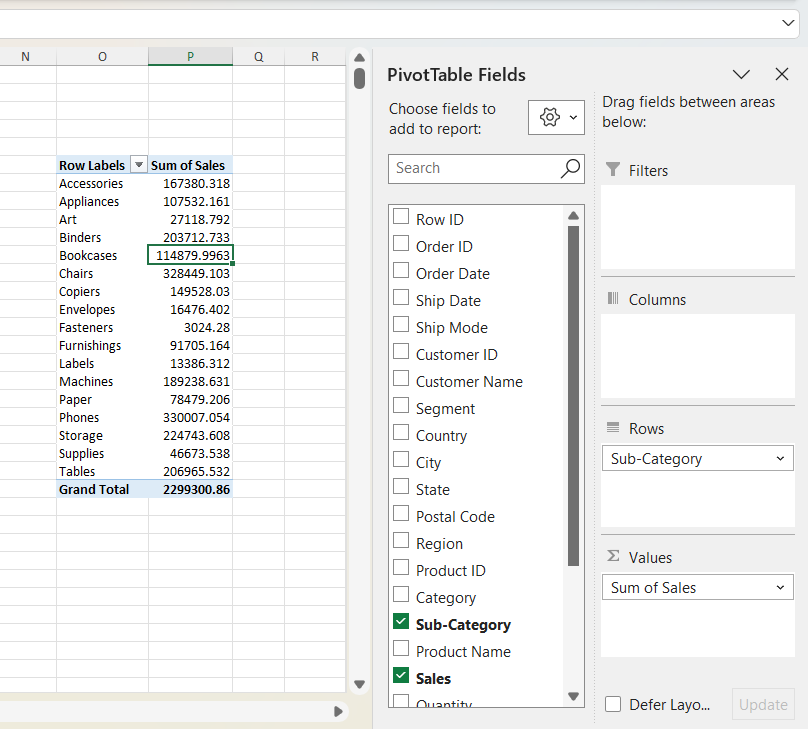 N O P Q R
Row Labels Sum of Sales
Accessories 167380.318
Appliances 107532.161
Art 27118.792
Binders 203712.733
Bookcases 114879.9963
Chairs 328449.103
Copiers 149528.03
Envelopes 16476.402
Fasteners 3024.28
Furnishings 91705.164
Labels 13386.312
Machines 189238.631
Paper 78479.206
Phones 330007.054
Storage 224743.608
Supplies 46673.538
Tables 206965.532
Grand Total 2299300.86
PivotTable Fields
Choose fields to
add to report:
Search
Row ID
Order ID
Order Date
Ship Date
Ship Mode
Customer ID
Customer Name
Segment
Country
City
State
Postal Code
Region
Product ID
Category
Sub-Category
Product Name
Sales
Quantity
Drag fields between areas
below:
Filters
Columns
Rows
Sub-Category
Σ Values
Sum of Sales
Defer Layo... Update